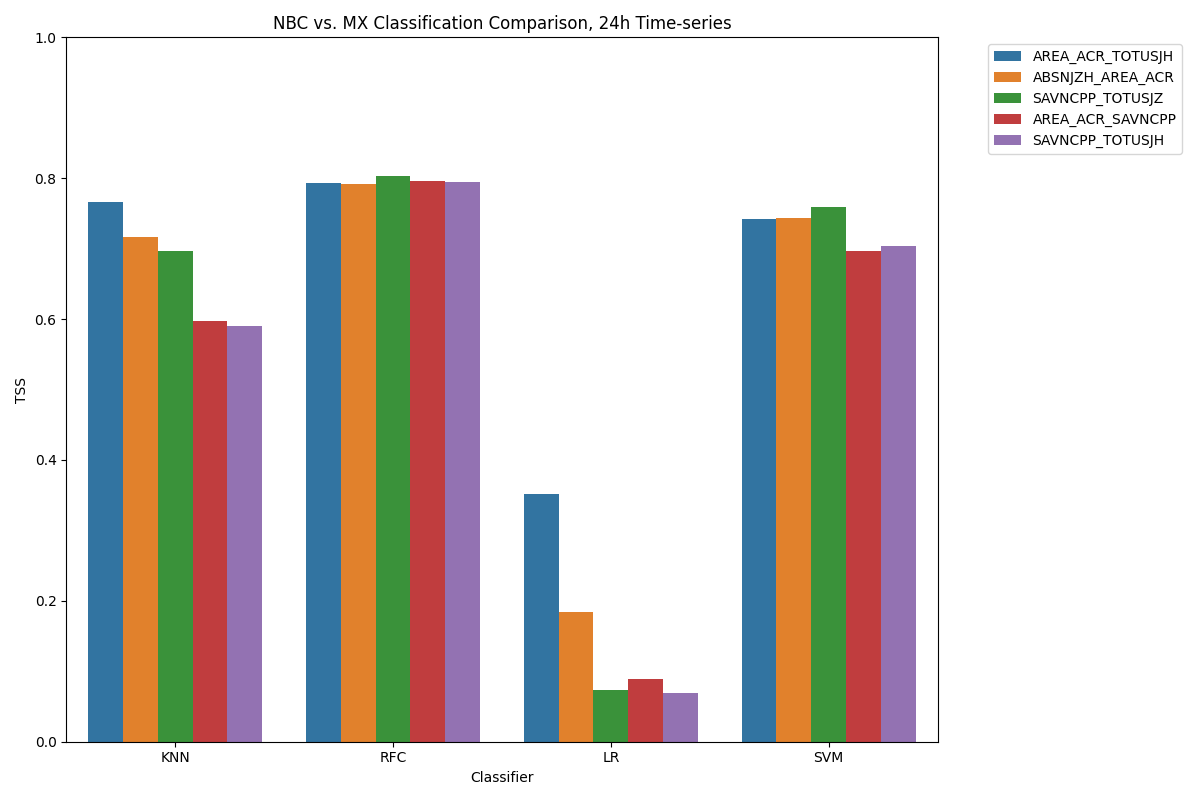 NBC vs. MX Classification Comparison, 24h Time-series
AREA_ACR_TOTUSJH
ABSNJZH_AREA_ACR
SAVNCPP_TOTUSJZ
AREA_ACR_SAVNCPP
SAVNCPP_TOTUSJH
TSS
1.0
0.8
0.6
0.4
0.2
0.0
KNN RFC LR SVM
Classifier